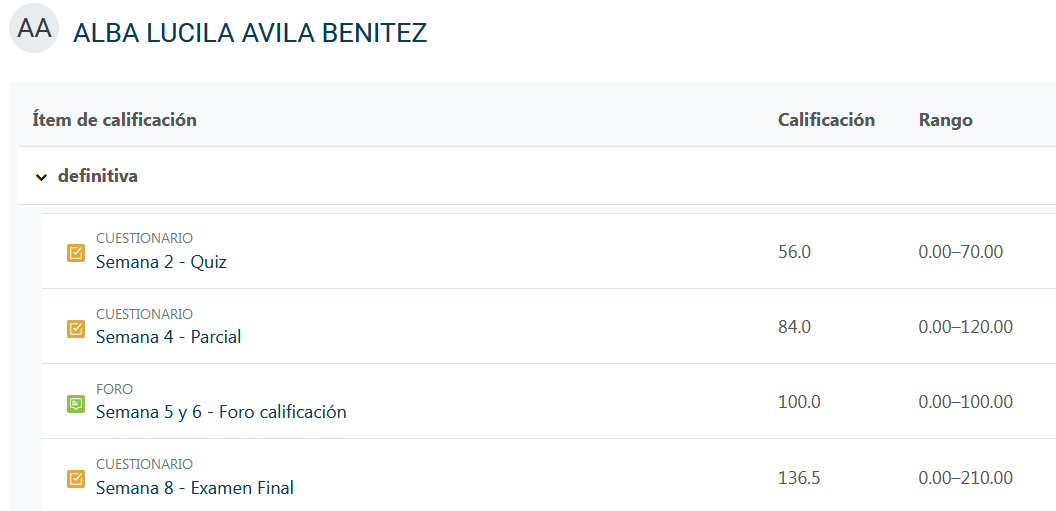 AA ALBA LUCILA AVILA BENITEZ
Ítem de calificación Calificación Rango
definitiva
CUESTIONARIO
Semana 2 - Quiz 56.0 0.00–70.00
CUESTIONARIO
Semana 4 - Parcial 84.0 0.00–120.00
FORO
Semana 5 y 6 - Foro calificación 100.0 0.00–100.00
CUESTIONARIO
Semana 8 - Examen Final 136.5 0.00–210.00